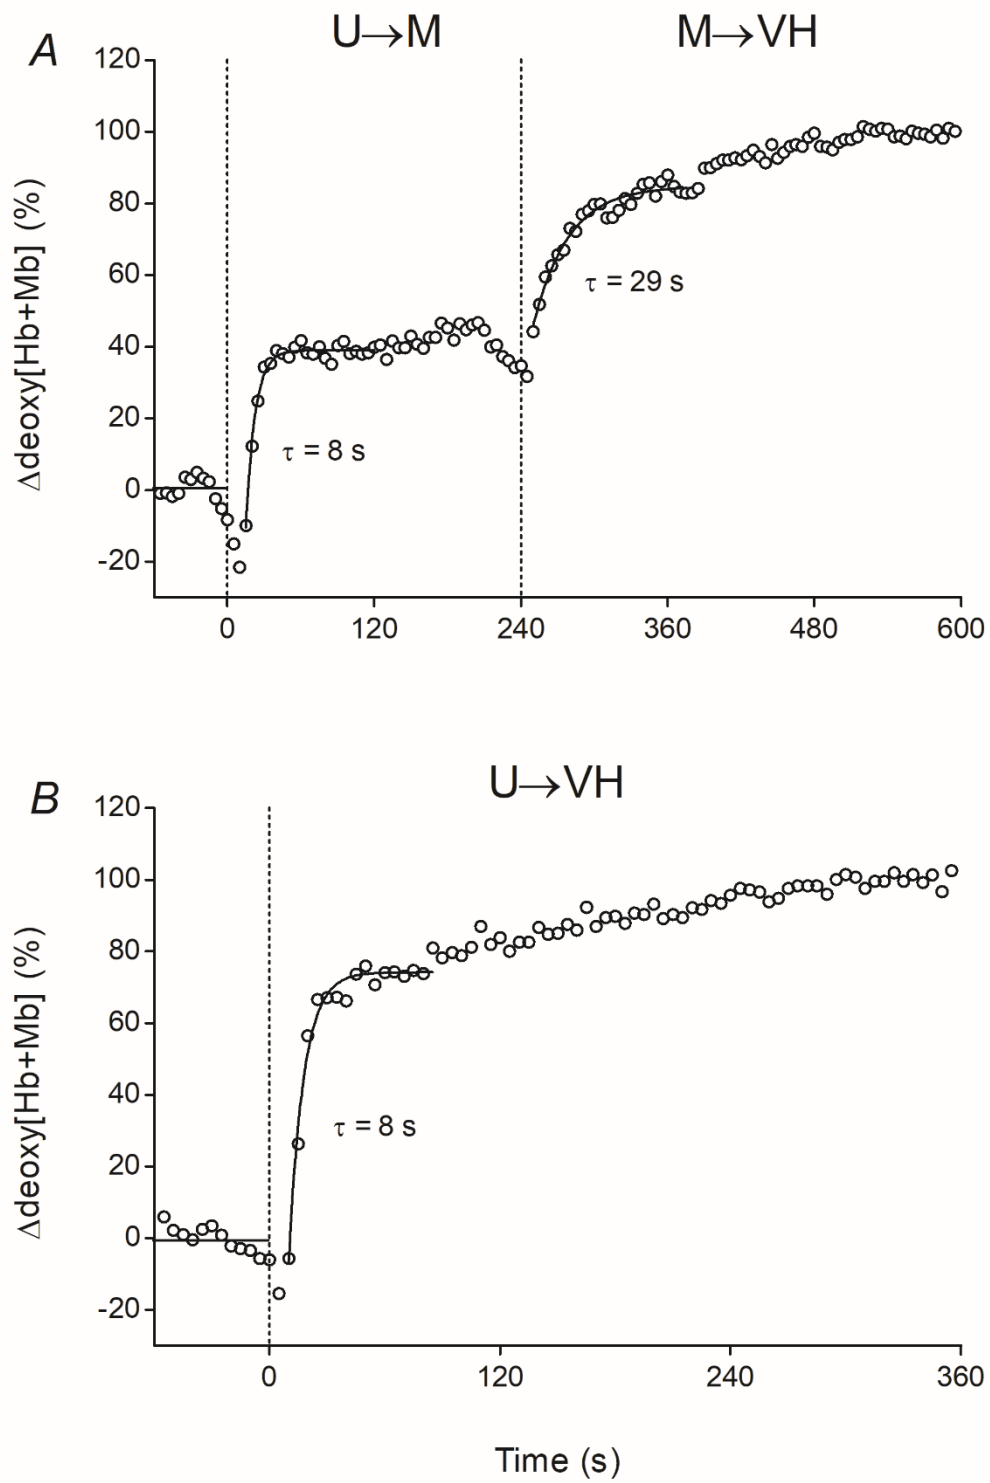 A
U→M M→VH
Δdeoxy[Hb+Mb] (%)
120
100
80
60
40
20
0
-20
τ = 8 s
τ = 29 s
0 120 240 360 480 600
B
U→VH
Δdeoxy[Hb+Mb] (%)
120
100
80
60
40
20
0
-20
τ = 8 s
0 120 240 360
Time (s)